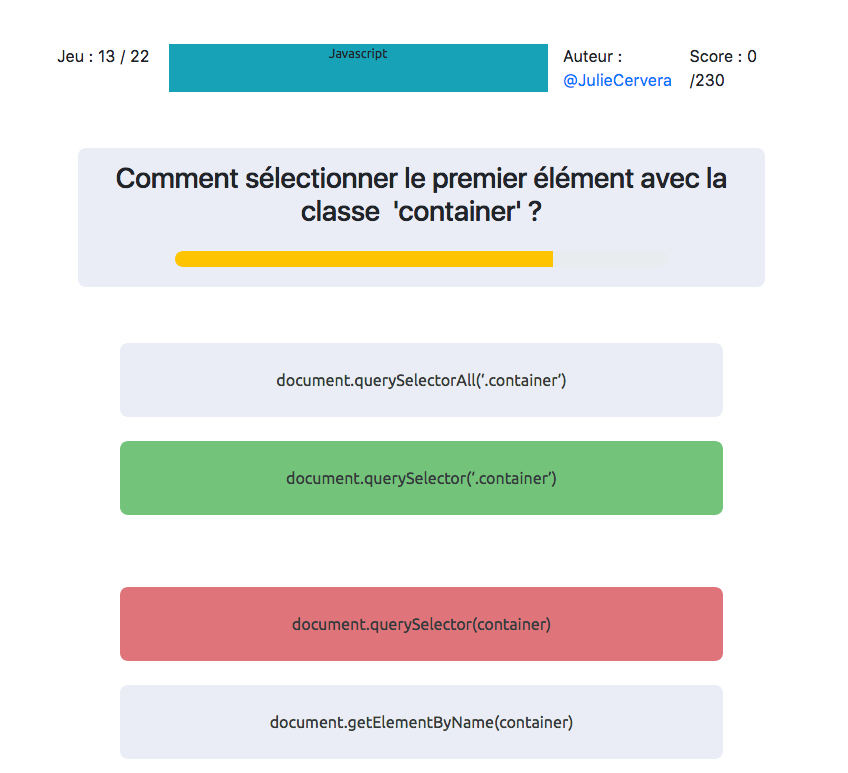 Jeu : 13 / 22
Javascript
Auteur :
@JulieCervera
Score : 0
/230
Comment sélectionner le premier élément avec la
classe  'container' ?
document.querySelectorAll(‘.container’)
document.querySelector(‘.container’)
document.querySelector(container)
document.getElementByName(container)